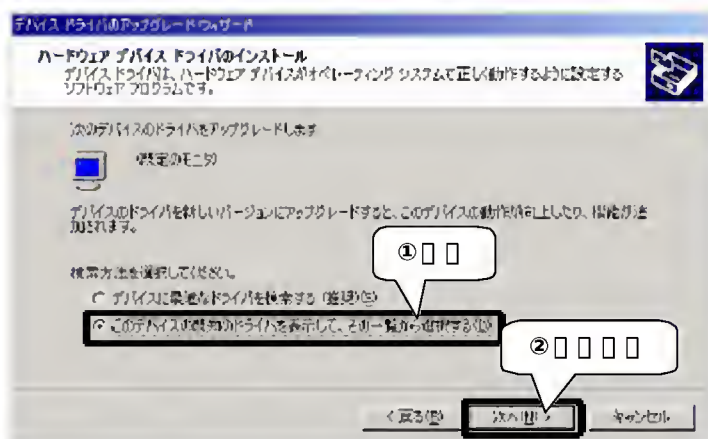 デバイス ドライバのアップグレード ウィザード
ハードウェア デバイス ドライバのインストール
デバイス ドライバは、ハードウェア デバイスがオペレーティング システムで正しく動作するように設定する
ソフトウェア プログラムです。
次のデバイスのドライバをアップグレードします
(既定のモニタ)
デバイスのドライバを新しいバージョンにアップグレードすると、このデバイスの動作が向上したり、機能が追
加されます。
①□□
検索方法を選択してください。
デバイスに最適なドライバを検索する (推奨)(S)
このデバイスの既知のドライバを表示して、その一覧から選択する(D)
②□□□□
< 戻る(B)
次へ(N) >
キャンセル